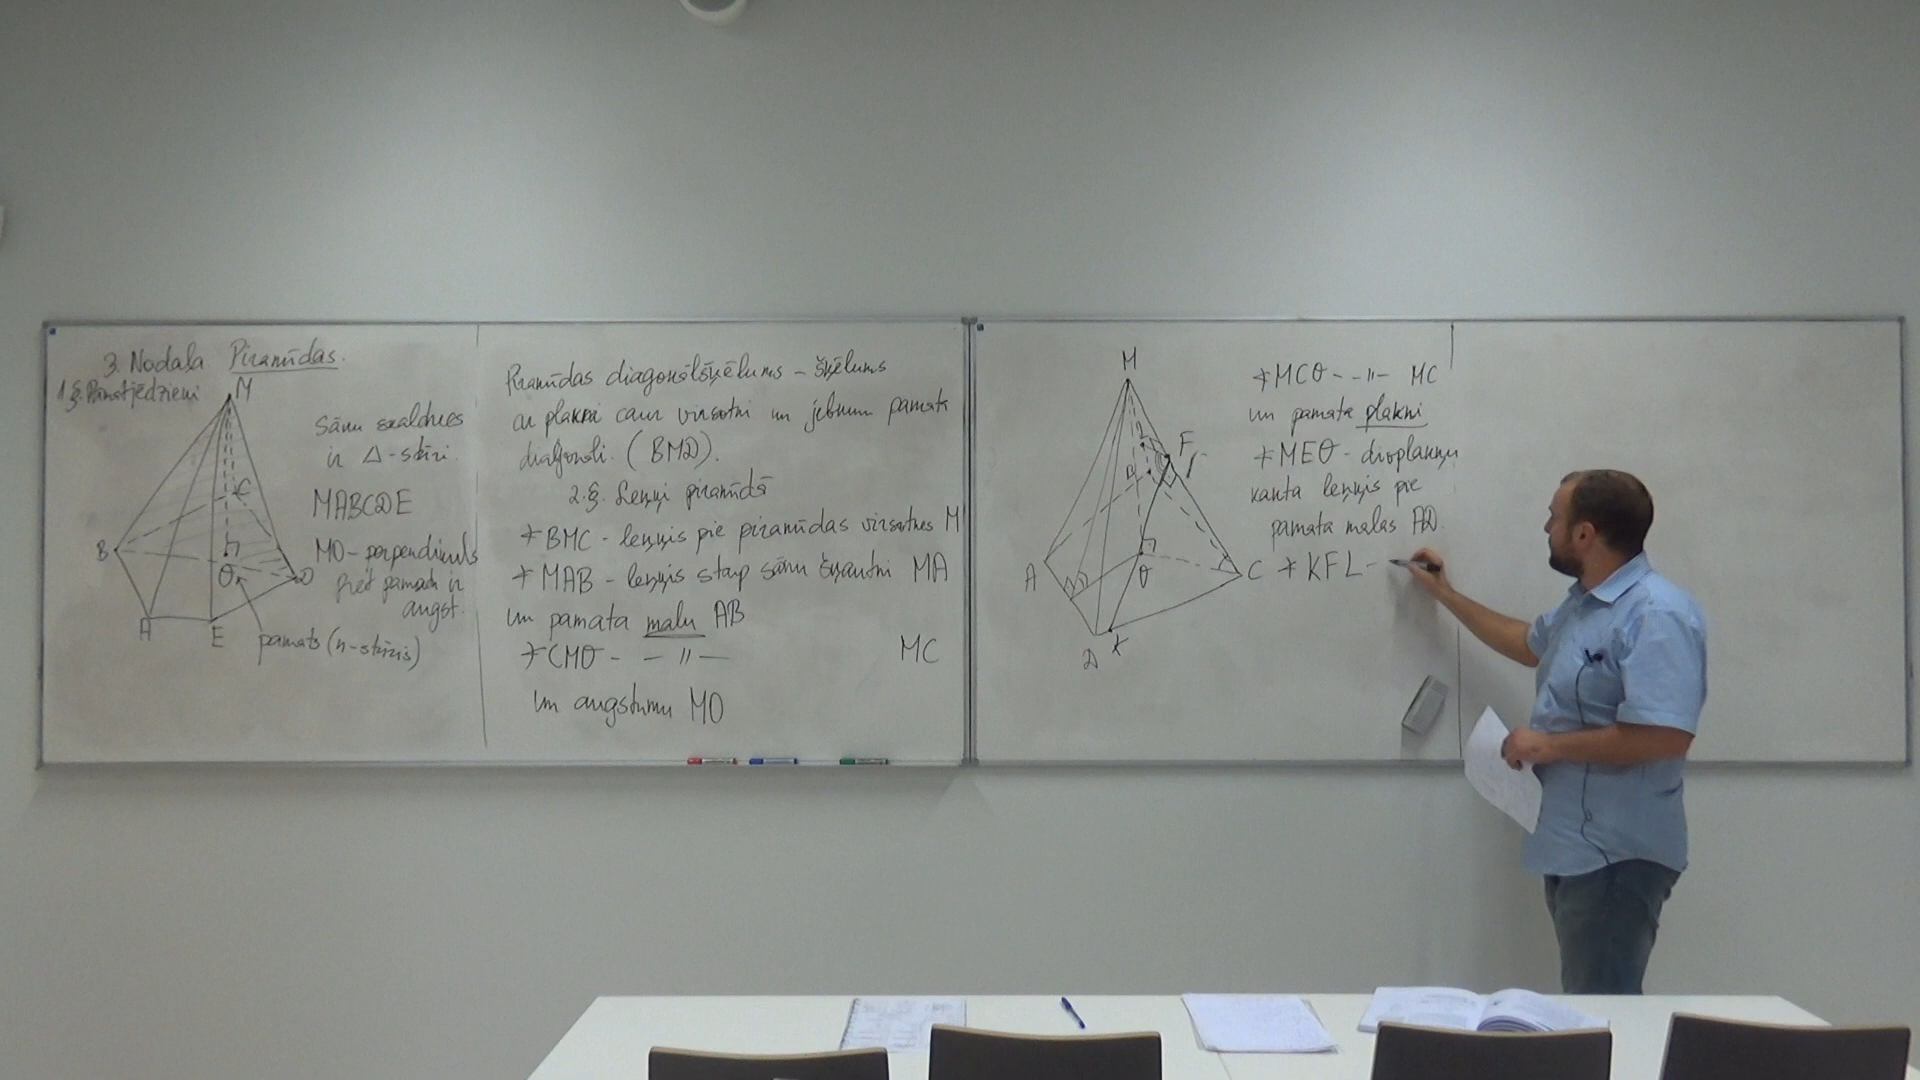 3. Nodaļa Piramīdas.
1.§. Pamatjēdzieni
M
B
C
O
D
A
E
pamats (n-stūris)
Sānu skaldnes
ir Δ-stūri.
MABCDE
MO - perpendikuls
pret pamatu ir
augst.
Piramīdas diagonālšķēlums - šķēlums
ar plakni caur virsotni un jebkuru pamata
diagonāli. (BMD).
2.§. Leņķi piramīdā
∢BMC - leņķis pie piramīdas virsotnes M
∢MAB - leņķis starp sānu šķautni MA
un pamata malu AB
∢CMO - - " - MC
un augstumu MO
M
F
A
O
C
D
K
∢MCO - - " - MC
un pamata plakni
∢MEO - divplakņu
kakta leņķis pie
pamata malas AD.
∢KFL -